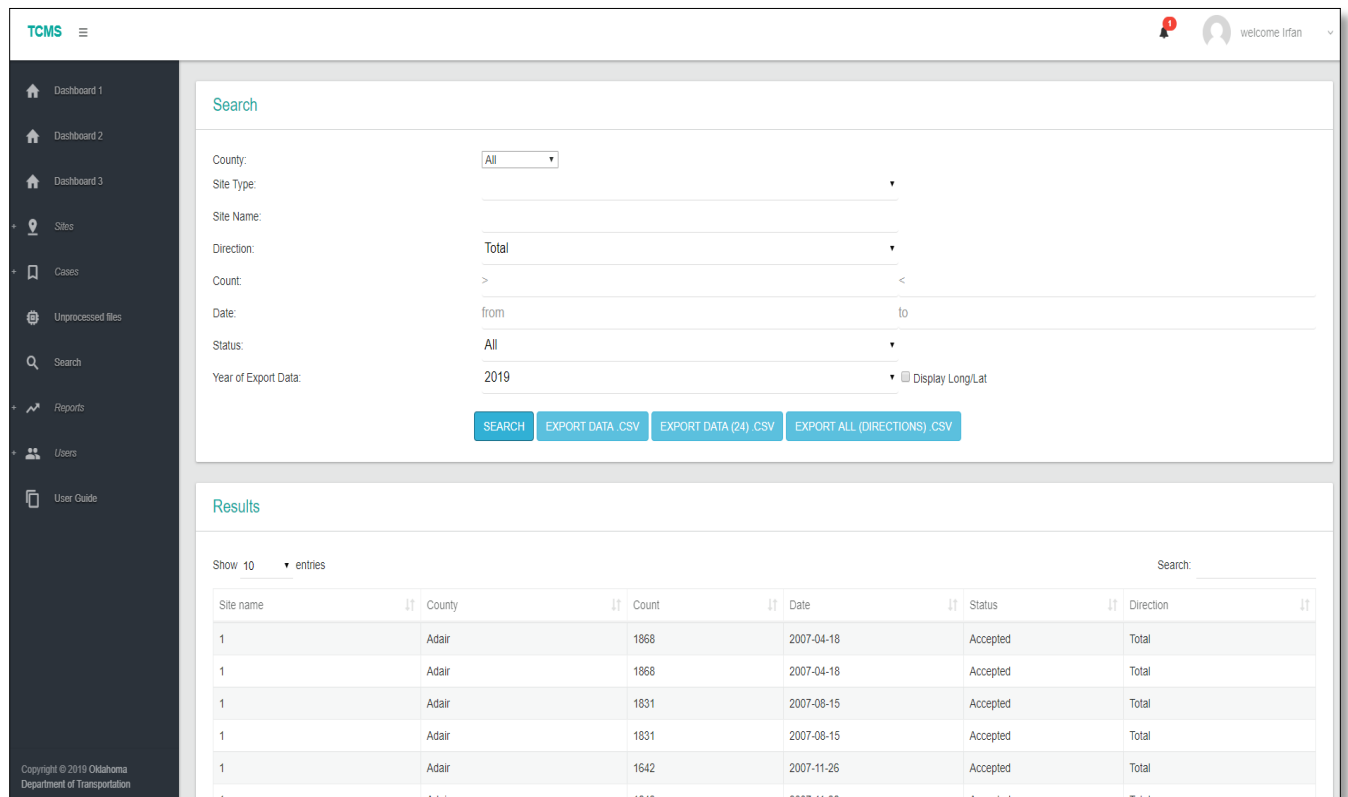 TCMS
1
welcome Irfan
Dashboard 1
Dashboard 2
Dashboard 3
+ Sites
+ Cases
Unprocessed files
Search
+ Reports
+ Users
User Guide
Copyright © 2019 Oklahoma
Department of Transportation
Search
County: All
Site Type:
Site Name:
Direction: Total
Count: > <
Date: from to
Status: All
Year of Export Data: 2019 Display Long/Lat
SEARCH EXPORT DATA .CSV EXPORT DATA (24) .CSV EXPORT ALL (DIRECTIONS) .CSV
Results
Show 10 entries Search:
Site name County Count Date Status Direction
1 Adair 1868 2007-04-18 Accepted Total
1 Adair 1868 2007-04-18 Accepted Total
1 Adair 1831 2007-08-15 Accepted Total
1 Adair 1831 2007-08-15 Accepted Total
1 Adair 1642 2007-11-26 Accepted Total